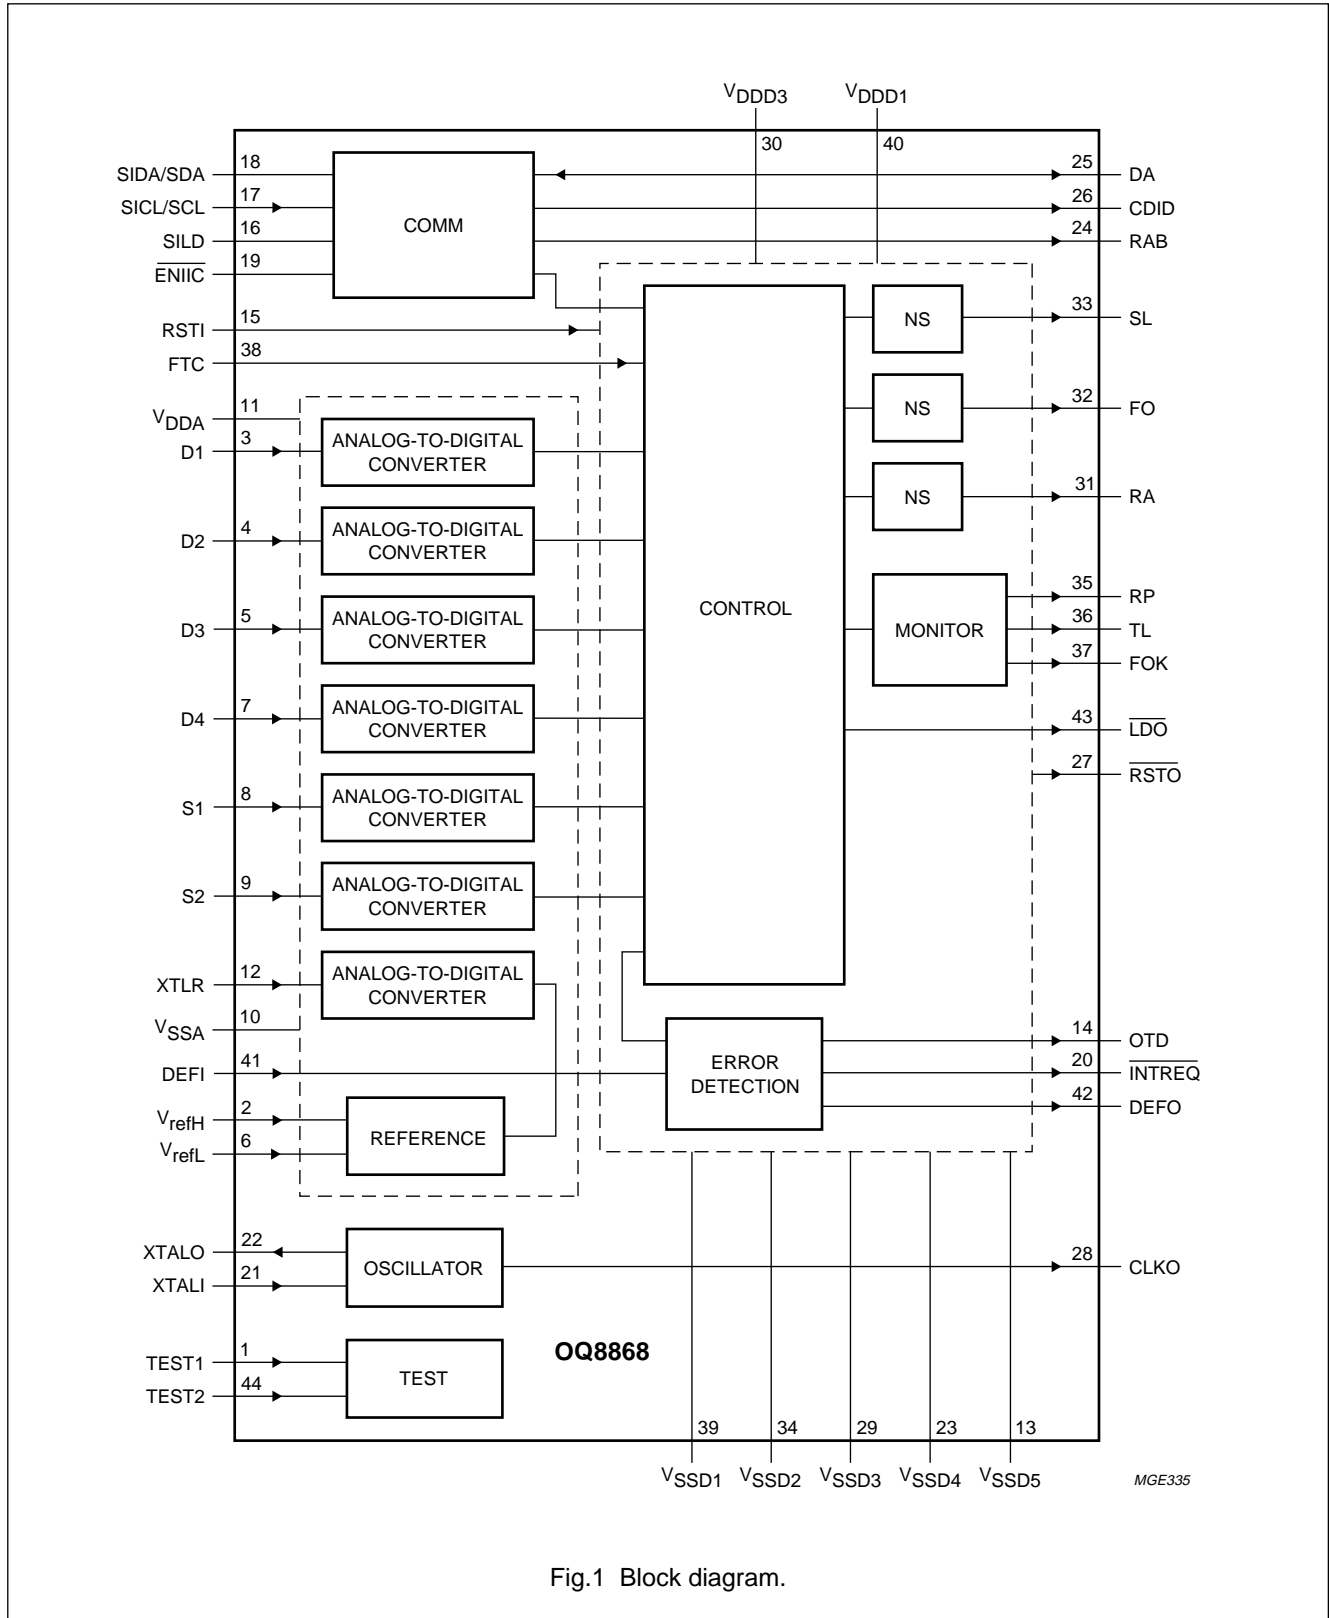 VDDD3 VDDD1
30 40
SIDA/SDA 18
SICL/SCL 17
SILD 16
ENIIC 19
COMM
25 DA
26 CDID
24 RAB
RSTI 15
FTC 38
VDDA 11
D1 3
ANALOG-TO-DIGITAL
CONVERTER
D2 4
ANALOG-TO-DIGITAL
CONVERTER
D3 5
ANALOG-TO-DIGITAL
CONVERTER
D4 7
ANALOG-TO-DIGITAL
CONVERTER
S1 8
ANALOG-TO-DIGITAL
CONVERTER
S2 9
ANALOG-TO-DIGITAL
CONVERTER
XTLR 12
ANALOG-TO-DIGITAL
CONVERTER
VSSA 10
DEFI 41
VrefH 2
VrefL 6
REFERENCE
CONTROL
NS
33 SL
NS
32 FO
NS
31 RA
MONITOR
35 RP
36 TL
37 FOK
43 LDO
27 RSTO
ERROR
DETECTION
14 OTD
20 INTREQ
42 DEFO
XTALO 22
XTALI 21
OSCILLATOR
28 CLKO
TEST1 1
TEST2 44
TEST
OQ8868
39 34 29 23 13
VSSD1 VSSD2 VSSD3 VSSD4 VSSD5
MGE335
Fig.1 Block diagram.